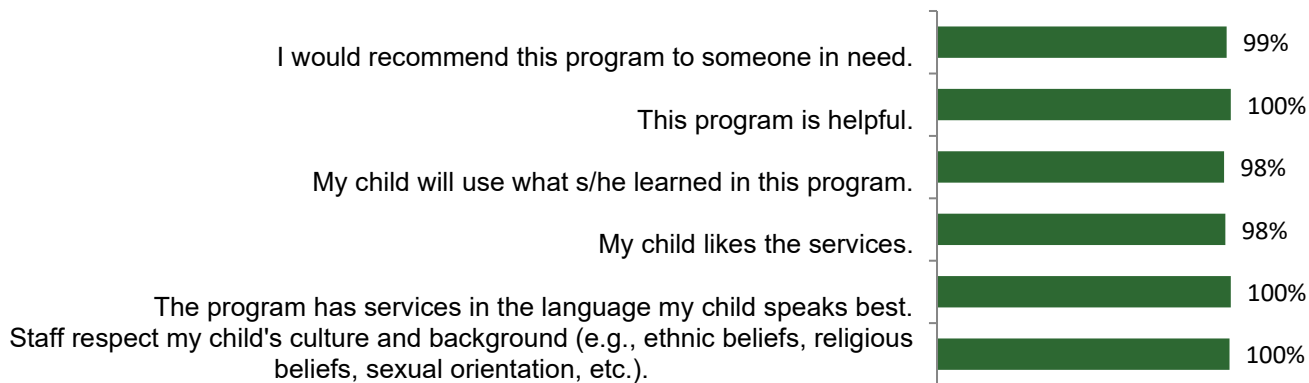 I would recommend this program to someone in need.
99%
This program is helpful.
100%
My child will use what s/he learned in this program.
98%
My child likes the services.
98%
The program has services in the language my child speaks best.
100%
Staff respect my child's culture and background (e.g., ethnic beliefs, religious
beliefs, sexual orientation, etc.).
100%